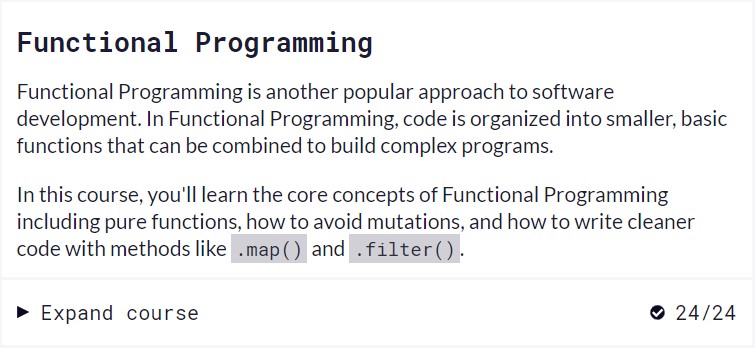 Functional Programming
Functional Programming is another popular approach to software
development. In Functional Programming, code is organized into smaller, basic
functions that can be combined to build complex programs.
In this course, you'll learn the core concepts of Functional Programming
including pure functions, how to avoid mutations, and how to write cleaner
code with methods like .map() and .filter().
Expand course 24/24